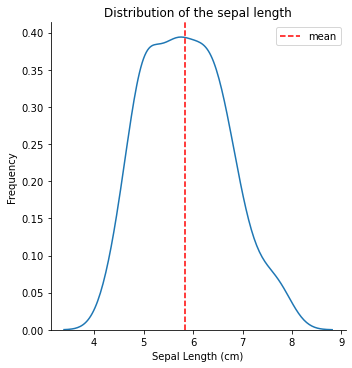 Distribution of the sepal length
mean
0.40
0.35
0.30
0.25
0.20
0.15
0.10
0.05
0.00
Frequency
4 5 6 7 8 9
Sepal Length (cm)